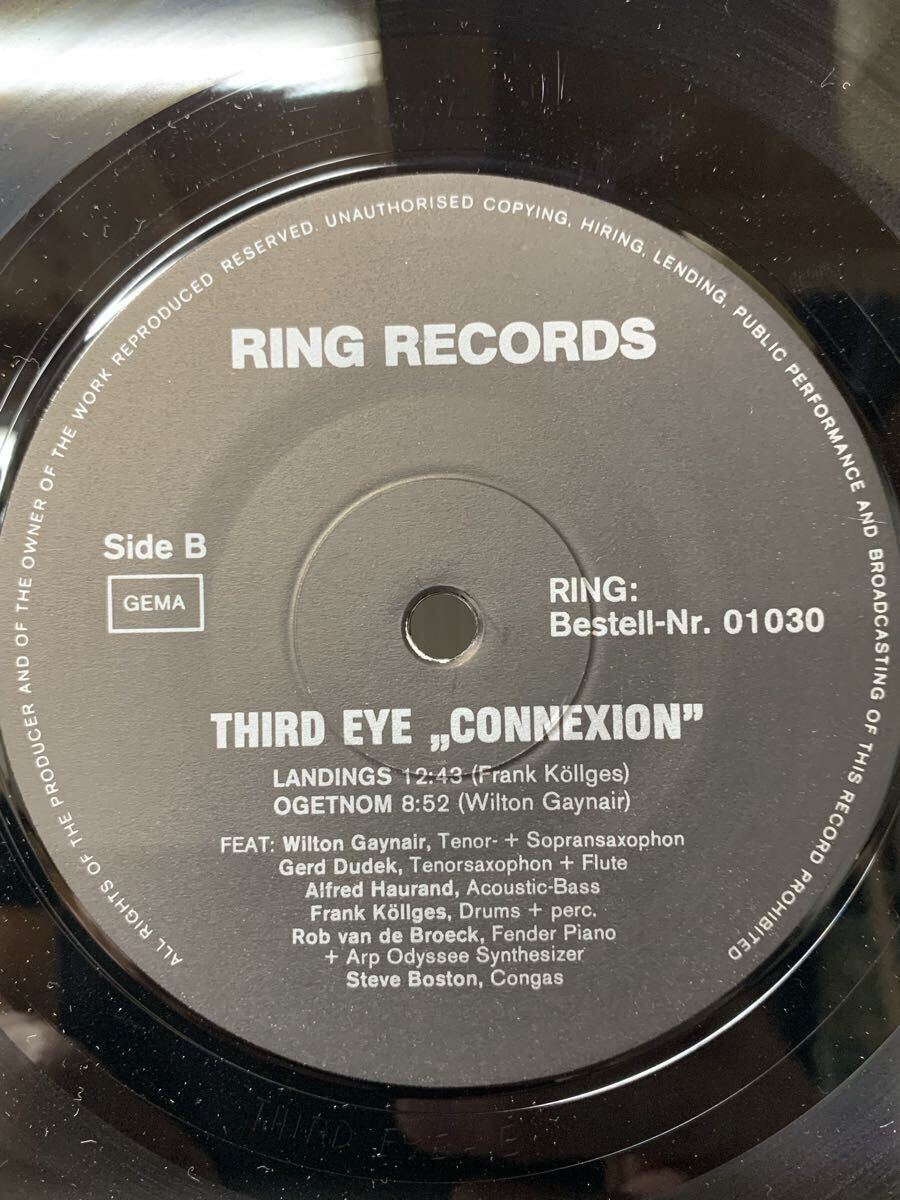 ALL RIGHTS OF THE PRODUCER AND OF THE OWNER OF THE WORK REPRODUCED RESERVED. UNAUTHORISED COPYING, HIRING, LENDING, PUBLIC PERFORMANCE AND BROADCASTING OF THIS RECORD PROHIBITED
RING RECORDS
Side B
GEMA
RING:
Bestell-Nr. 01030
THIRD EYE „CONNEXION”
LANDINGS 12:43 (Frank Köllges)
OGETNOM 8:52 (Wilton Gaynair)
FEAT: Wilton Gaynair, Tenor- + Sopransaxophon
Gerd Dudek, Tenorsaxophon + Flute
Alfred Haurand, Acoustic-Bass
Frank Köllges, Drums + perc.
Rob van de Broeck, Fender Piano
+ Arp Odyssee Synthesizer
Steve Boston, Congas
THIRD